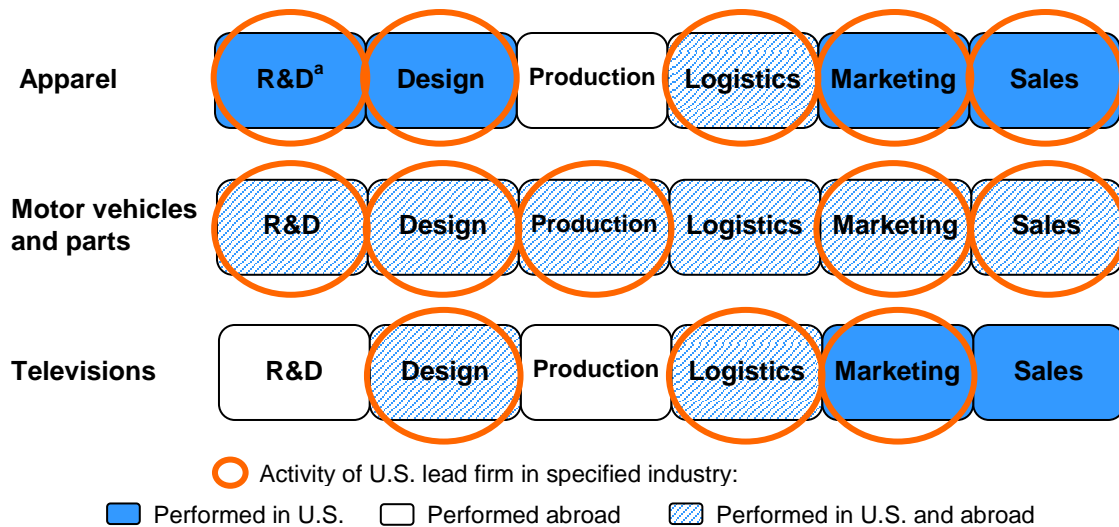 Apparel
R&Dª Design Production Logistics Marketing Sales
Motor vehicles
and parts
R&D Design Production Logistics Marketing Sales
Televisions
R&D Design Production Logistics Marketing Sales
Activity of U.S. lead firm in specified industry:
Performed in U.S. Performed abroad Performed in U.S. and abroad